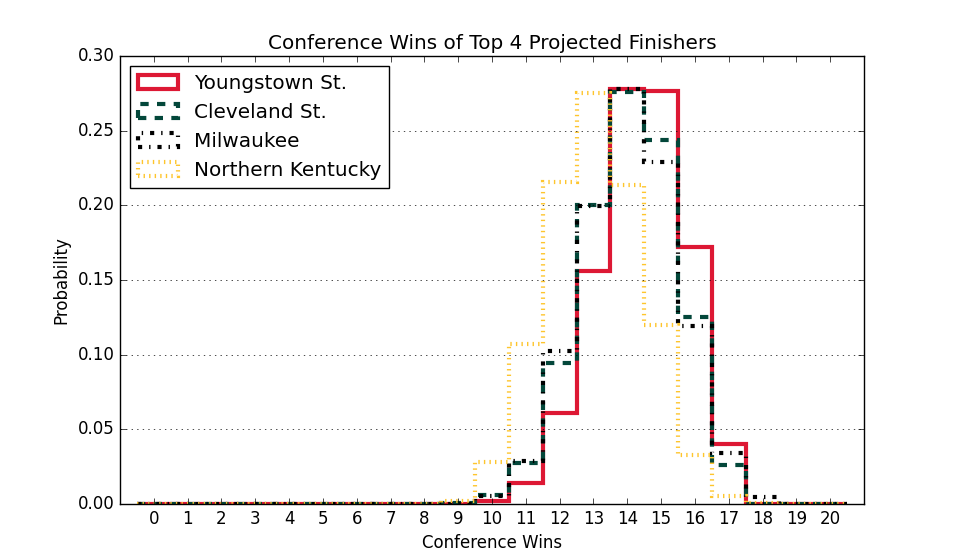 Conference Wins of Top 4 Projected Finishers
Youngstown St.
Cleveland St.
Milwaukee
Northern Kentucky
0.30
0.25
0.20
0.15
0.10
0.05
0.00
Probability
0 1 2 3 4 5 6 7 8 9 10 11 12 13 14 15 16 17 18 19 20
Conference Wins